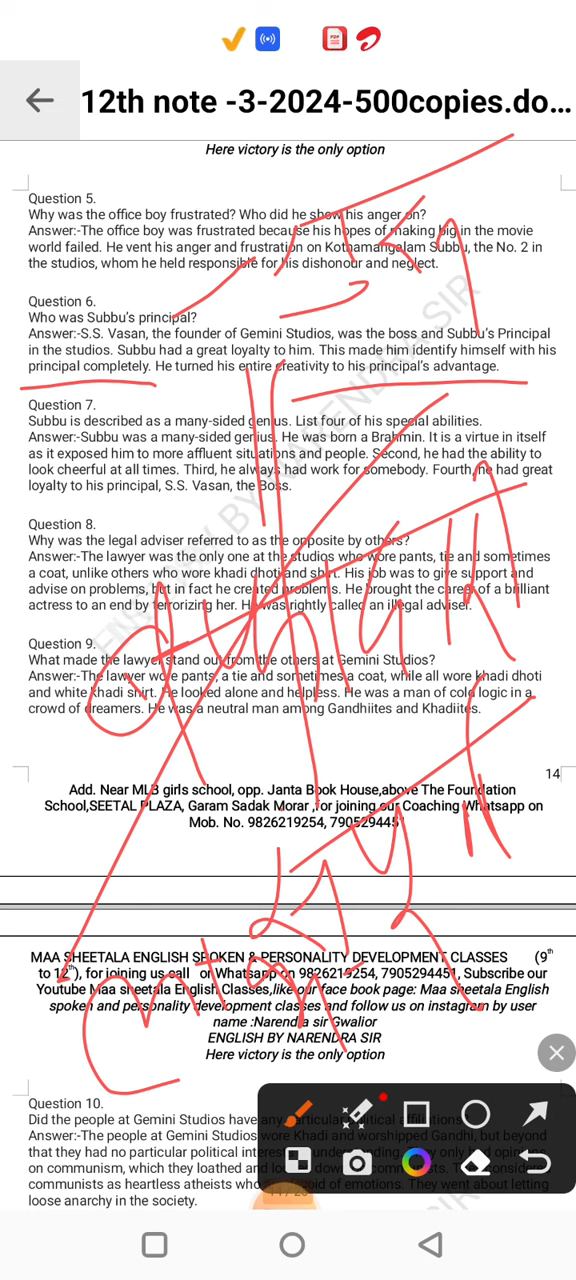 12th note -3-2024-500copies.do...
Here victory is the only option
Question 5.
Why was the office boy frustrated? Who did he show his anger on?
Answer:-The office boy was frustrated because his hopes of making big in the movie
world failed. He vent his anger and frustration on Kothamangalam Subbu, the No. 2 in
the studios, whom he held responsible for his dishonour and neglect.
Question 6.
Who was Subbu's principal?
Answer:-S.S. Vasan, the founder of Gemini Studios, was the boss and Subbu's Principal
in the studios. Subbu had a great loyalty to him. This made him identify himself with his
principal completely. He turned his entire creativity to his principal's advantage.
Question 7.
Subbu is described as a many-sided genius. List four of his special abilities.
Answer:-Subbu was a many-sided genius. He was born a Brahmin. It is a virtue in itself
as it exposed him to more affluent situations and people. Second, he had the ability to
look cheerful at all times. Third, he always had work for somebody. Fourth, he had great
loyalty to his principal, S.S. Vasan, the Boss.
Question 8.
Why was the legal adviser referred to as the opposite by others?
Answer:-The lawyer was the only one at the studios who wore pants, tie and sometimes
a coat, unlike others who wore khadi dhoti and shirt. His job was to give support and
advise on problems, but in fact he created problems. He brought the career of a brilliant
actress to an end by terrorizing her. He was rightly called an illegal adviser.
Question 9.
What made the lawyer stand out from the others at Gemini Studios?
Answer:-The lawyer wore pants, a tie and sometimes a coat, while all wore khadi dhoti
and white khadi shirt. He looked alone and helpless. He was a man of cold logic in a
crowd of dreamers. He was a neutral man among Gandhiites and Khadiites.
14
Add. Near MLB girls school, opp. Janta Book House,above The Foundation
School,SEETAL PLAZA, Garam Sadak Morar ,for joining our Coaching Whatsapp on
Mob. No. 9826219254, 7905294451
MAA SHEETALA ENGLISH SPOKEN & PERSONALITY DEVELOPMENT CLASSES (9th
to 12th), for joining us call or Whatsapp on 9826219254, 7905294451, Subscribe our
Youtube Maa sheetala English Classes,like our face book page: Maa sheetala English
spoken and personality development classes and follow us on instagram by user
name :Narendra sir Gwalior
ENGLISH BY NARENDRA SIR
Here victory is the only option
Question 10.
Did the people at Gemini Studios have any particular political affiliations?
Answer:-The people at Gemini Studios wore Khadi and worshipped Gandhi, but beyond
that they had no particular political
on communism, which they loathed and
communists as heartless atheists who void of emotions. They went about letting
loose anarchy in the society.